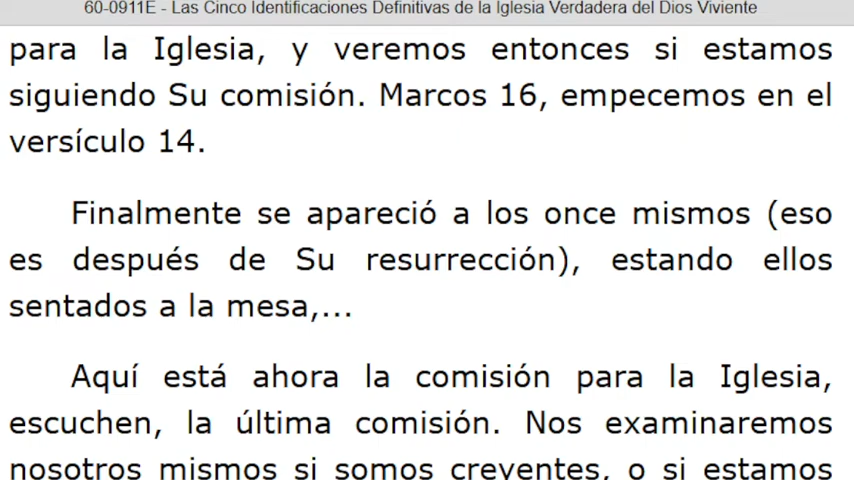 60-0911E - Las Cinco Identificaciones Definitivas de la Iglesia Verdadera del Dios Viviente
para la Iglesia, y veremos entonces si estamos
siguiendo Su comisión. Marcos 16, empecemos en el
versículo 14.
Finalmente se apareció a los once mismos (eso
es después de Su resurrección), estando ellos
sentados a la mesa,...
Aquí está ahora la comisión para la Iglesia,
escuchen, la última comisión. Nos examinaremos
nosotros mismos si somos creyentes, o si estamos